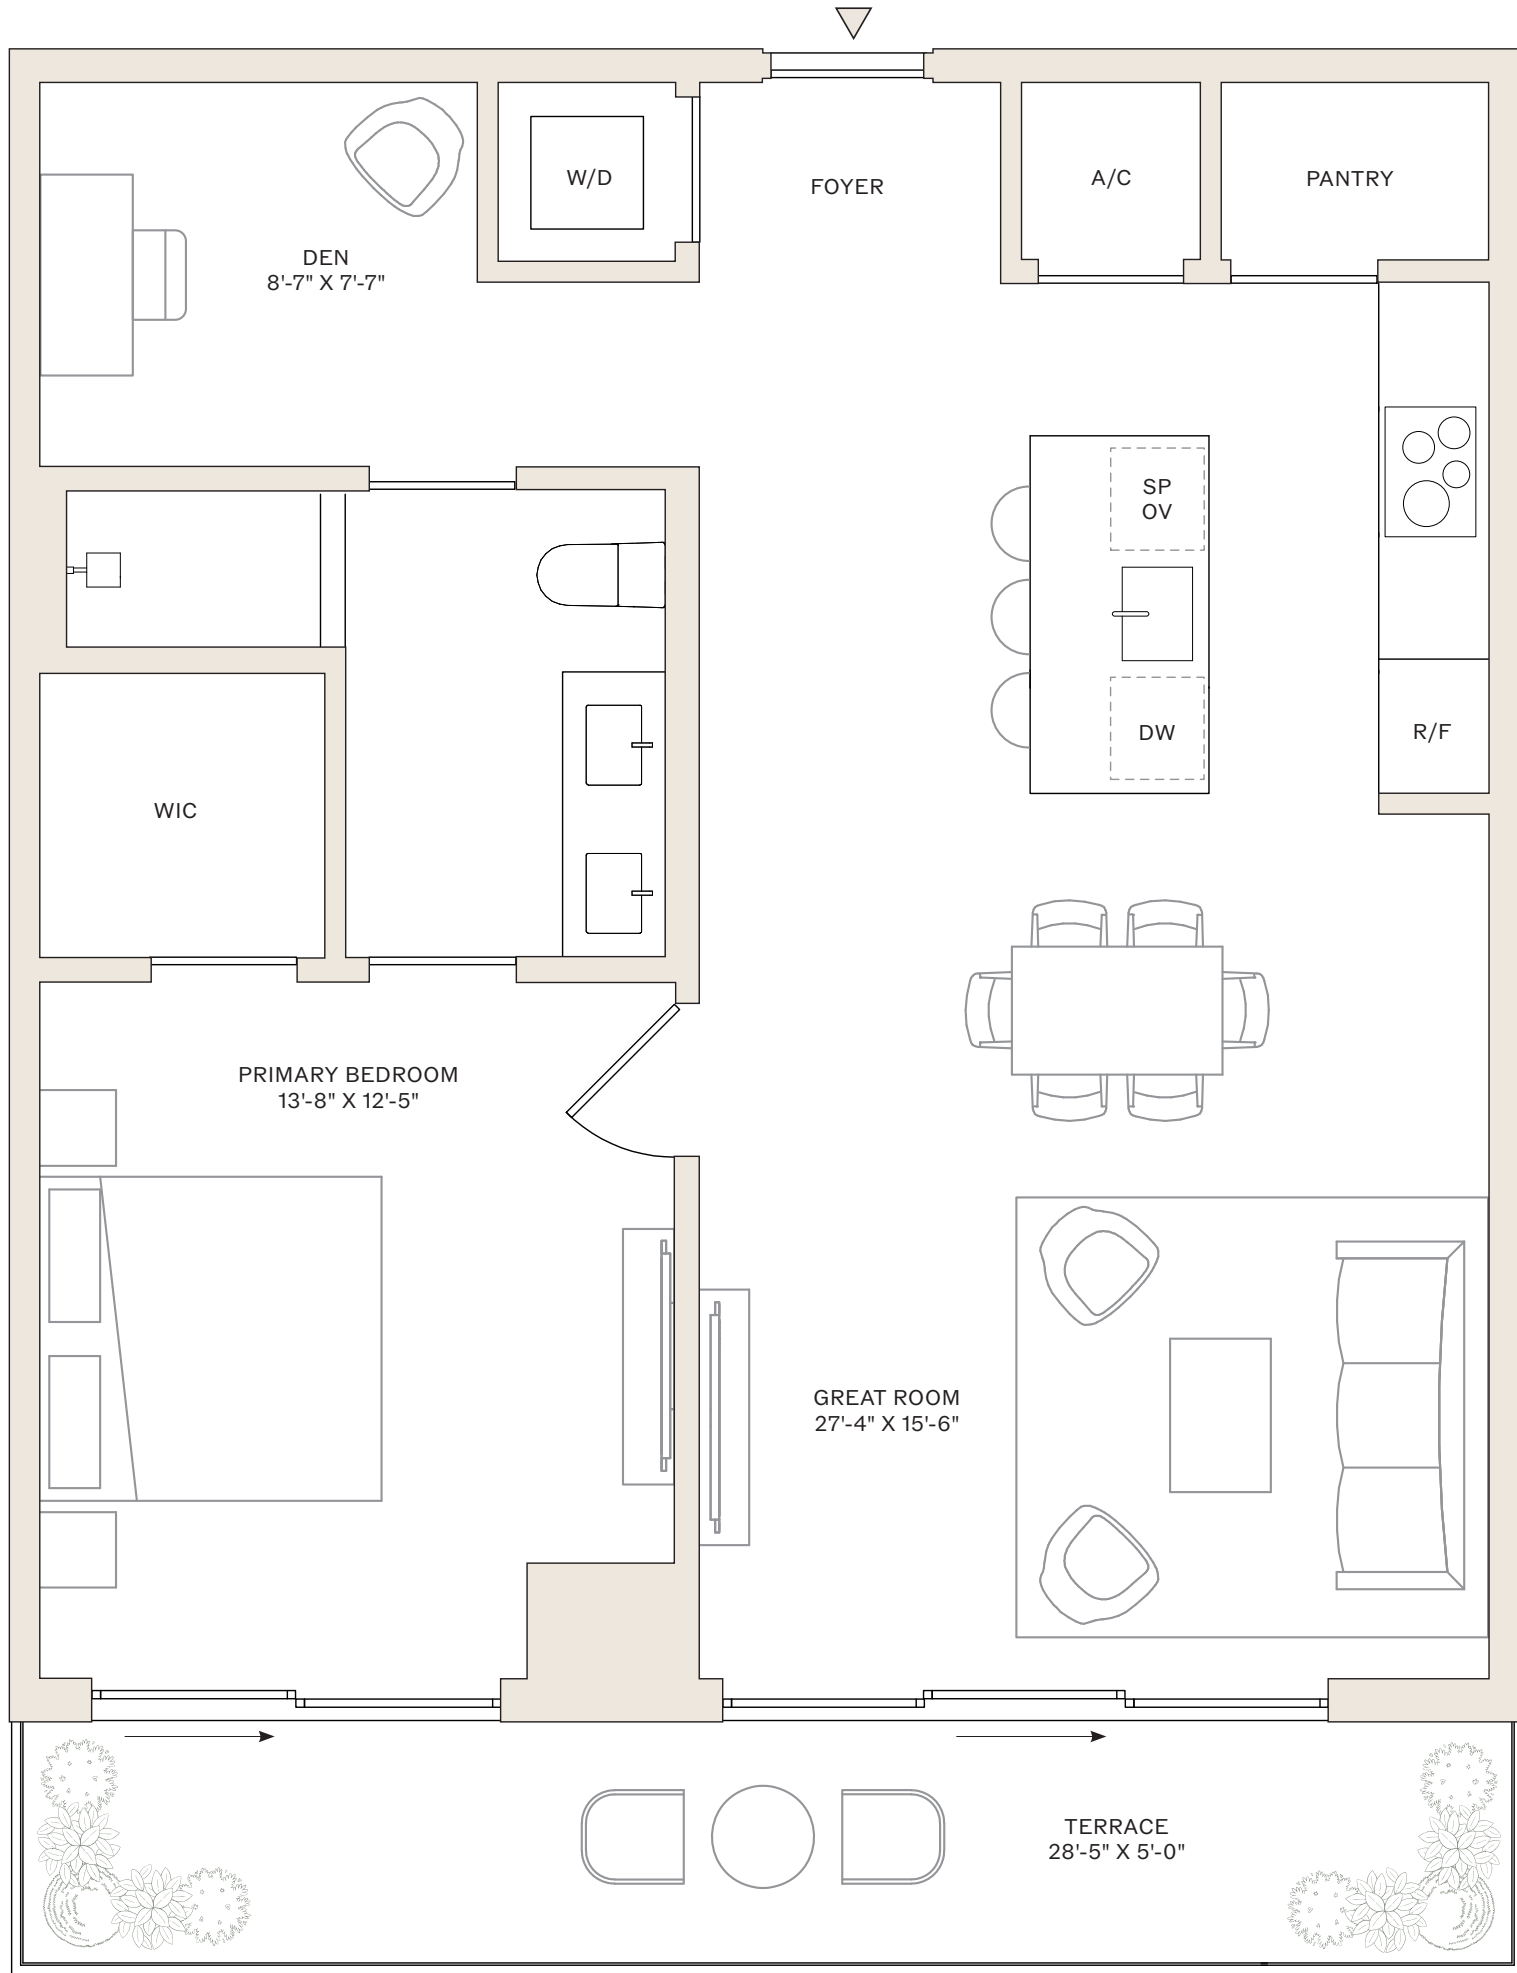 W/D
FOYER
A/C
PANTRY
DEN
8'-7" X 7'-7"
SP
OV
DW
R/F
WIC
PRIMARY BEDROOM
13'-8" X 12'-5"
GREAT ROOM
27'-4" X 15'-6"
TERRACE
28'-5" X 5'-0"